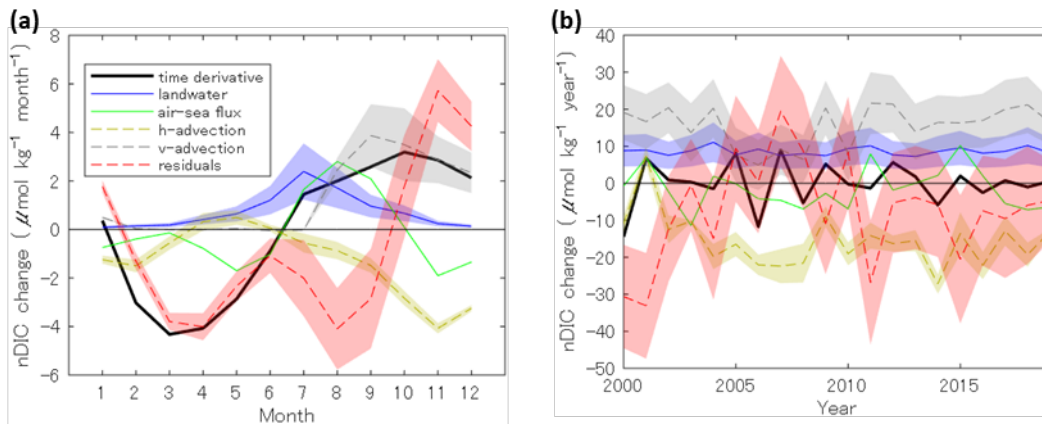 (a)
nDIC change ( μmol kg⁻¹ month⁻¹ )
8
6
4
2
0
-2
-4
-6
time derivative
landwater
air-sea flux
h-advection
v-advection
residuals
1 2 3 4 5 6 7 8 9 10 11 12
Month
(b)
nDIC change ( μmol kg⁻¹ year⁻¹ )
40
30
20
10
0
-10
-20
-30
-40
-50
2000 2005 2010 2015
Year